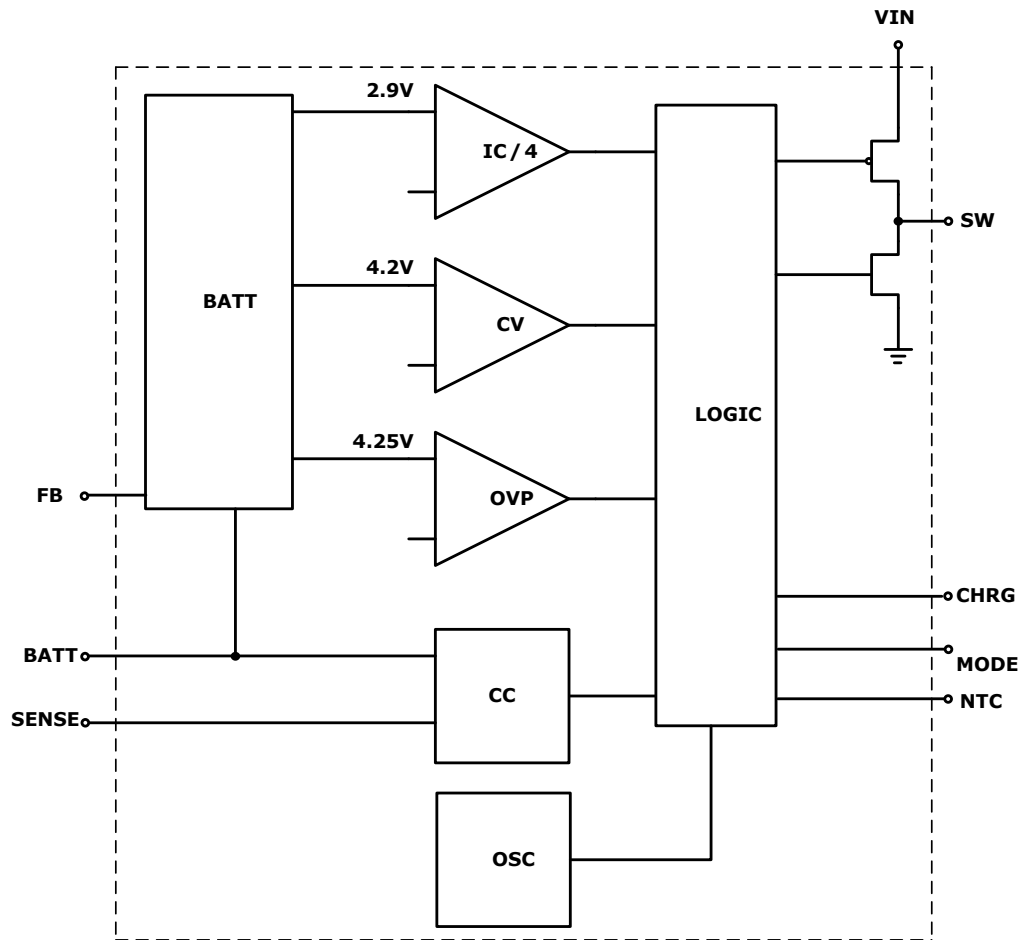 VIN
2.9V
IC/4
SW
4.2V
BATT
CV
LOGIC
4.25V
FB
OVP
CHRG
BATT
MODE
CC
NTC
SENSE
OSC